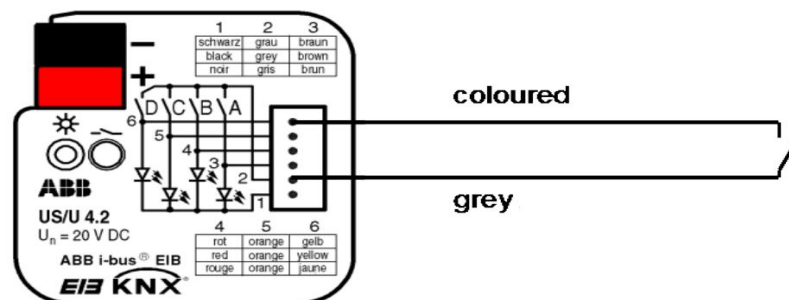 1 2 3
schwarz grau braun
black grey brown
noir gris brun
−
+
D C B A
6
5
4
3
2
1
coloured
grey
ABB
US/U 4.2
Un = 20 V DC
ABB i-bus® EIB
EIB KNX®
4 5 6
rot orange gelb
red orange yellow
rouge orange jaune